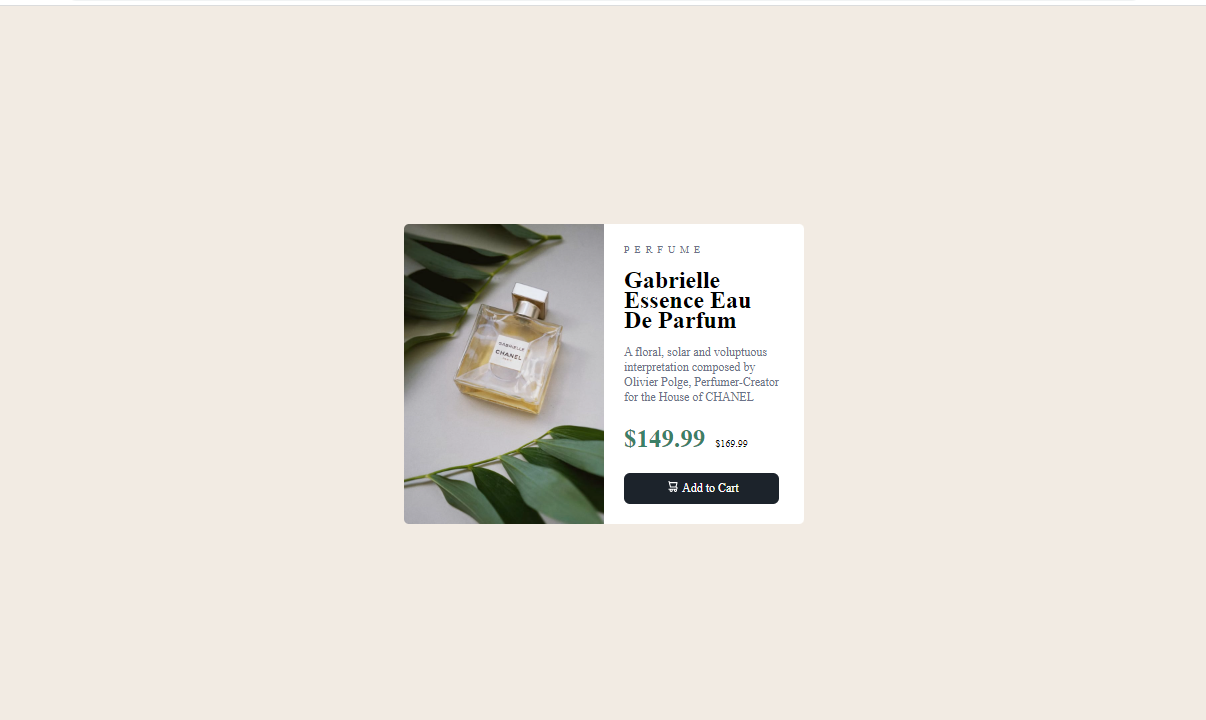 GABRIELLE
CHANEL
PERFUME
Gabrielle
Essence Eau
De Parfum
A floral, solar and voluptuous
interpretation composed by
Olivier Polge, Perfumer-Creator
for the House of CHANEL
$149.99 $169.99
Add to Cart